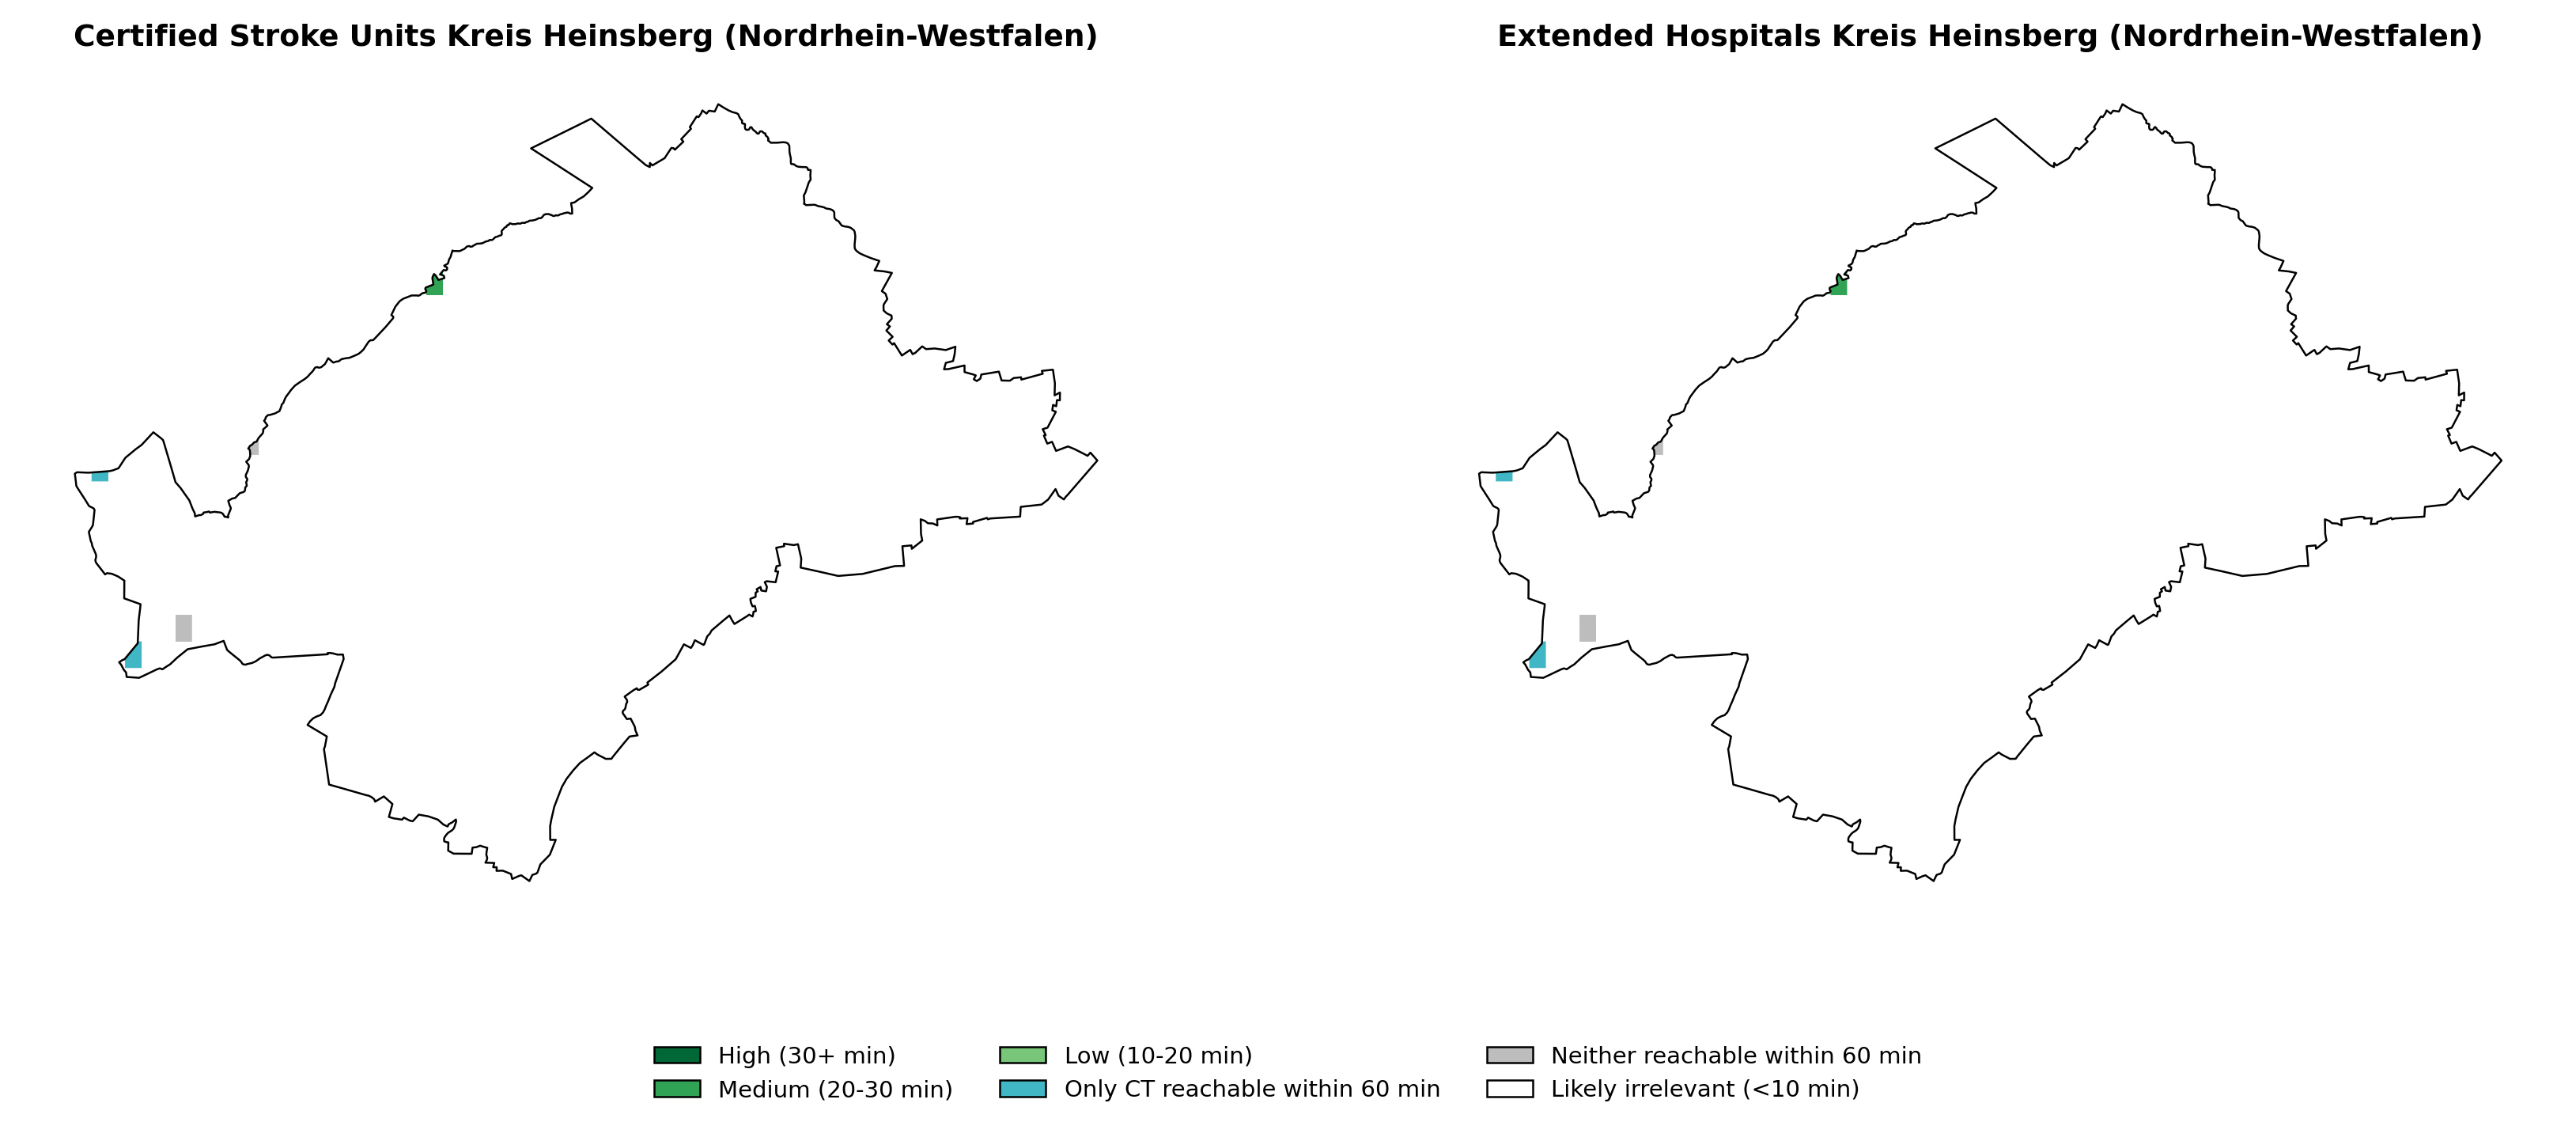 Certified Stroke Units Kreis Heinsberg (Nordrhein-Westfalen)
Extended Hospitals Kreis Heinsberg (Nordrhein-Westfalen)
High (30+ min)
Medium (20-30 min)
Low (10-20 min)
Only CT reachable within 60 min
Neither reachable within 60 min
Likely irrelevant (<10 min)